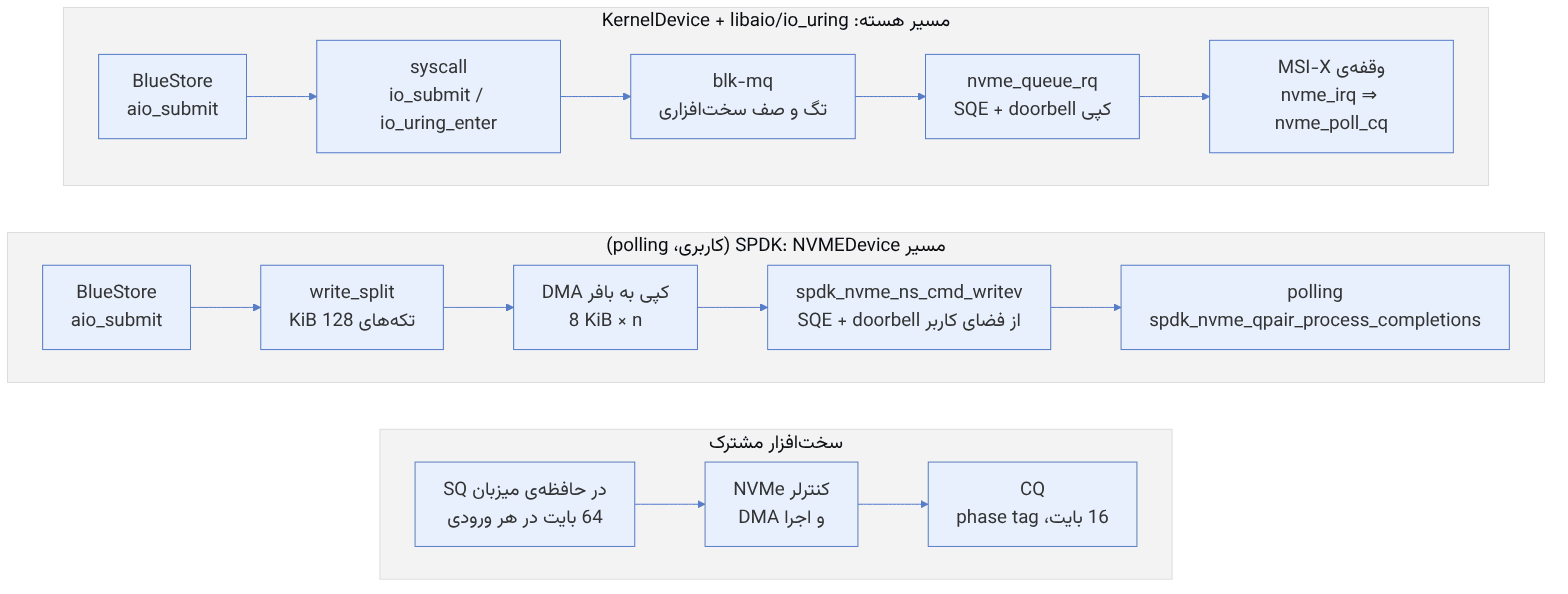 مسیر هسته: KernelDevice + libaio/io_uring
BlueStore
aio_submit
syscall
io_submit /
io_uring_enter
blk-mq
تگ و صف سخت‌افزاری
nvme_queue_rq
کپی SQE + doorbell
وقفه‌ی MSI-X
nvme_irq ⇒
nvme_poll_cq
مسیر SPDK: NVMEDevice (کاربری، polling)
BlueStore
aio_submit
write_split
تکه‌های 128 KiB
کپی به بافر DMA
8 KiB × n
spdk_nvme_ns_cmd_writev
SQE + doorbell از فضای کاربر
polling
spdk_nvme_qpair_process_completions
سخت‌افزار مشترک
SQ در حافظه‌ی میزبان
64 بایت در هر ورودی
کنترلر NVMe
DMA و اجرا
CQ
16 بایت، phase tag